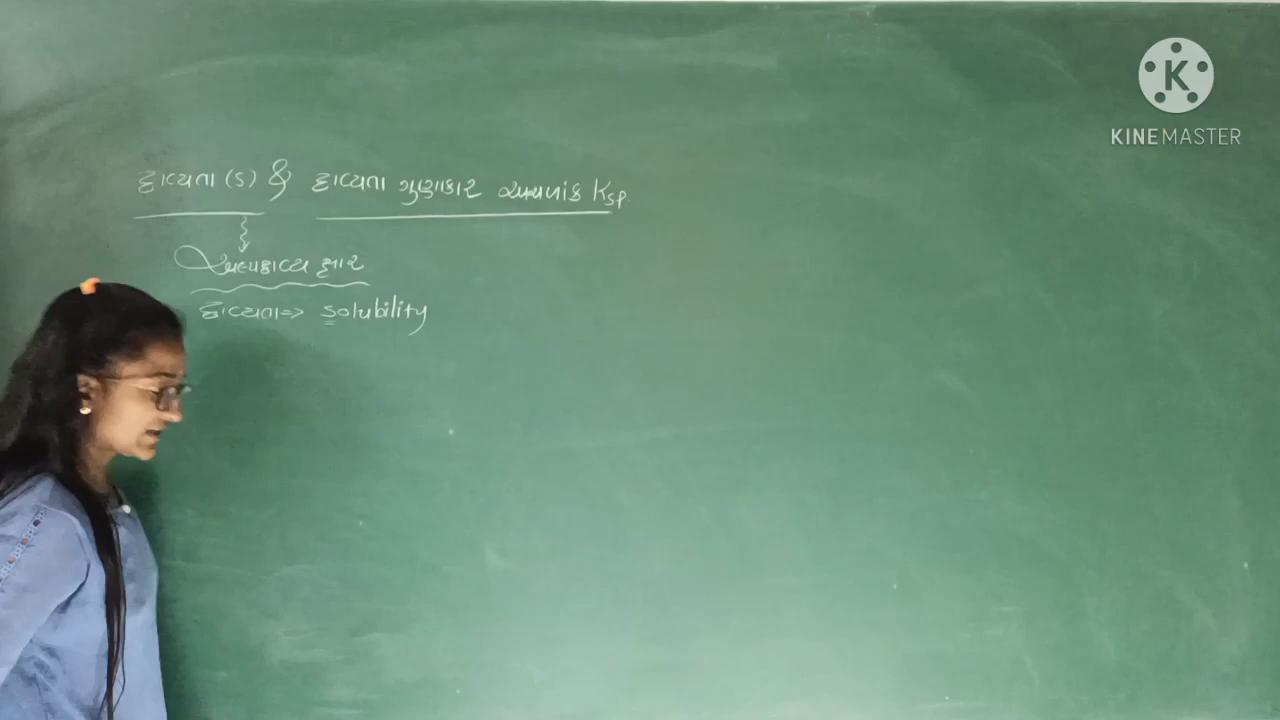 દ્રાવ્યતા (S) & દ્રાવ્યતા ગુણાકાર અચળાંક Ksp
અલ્પદ્રાવ્ય ક્ષાર
દ્રાવ્યતા => solubility
K
KINEMASTER